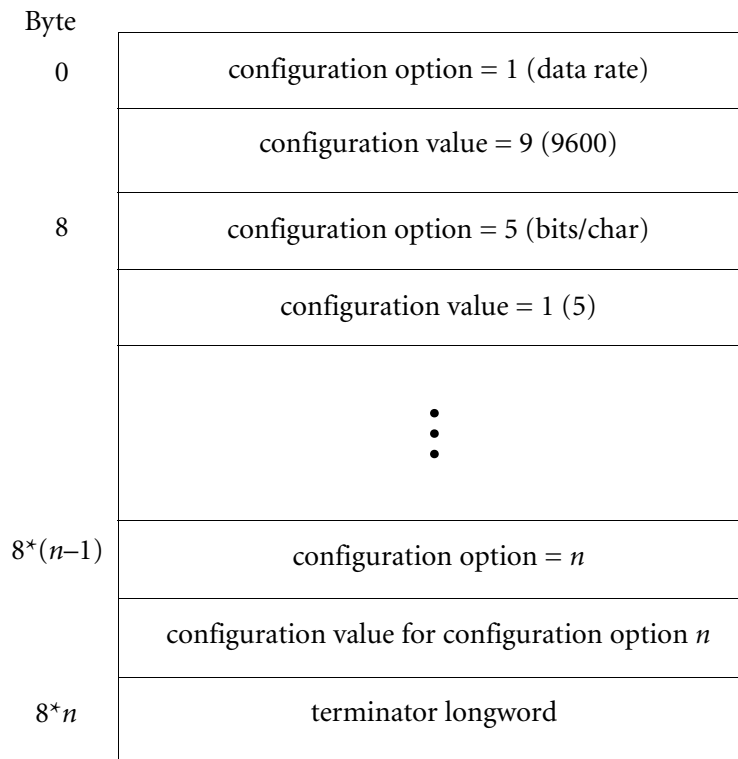 Byte
0 configuration option = 1 (data rate)
configuration value = 9 (9600)
8 configuration option = 5 (bits/char)
configuration value = 1 (5)
8*(n–1) configuration option = n
configuration value for configuration option n
8*n terminator longword